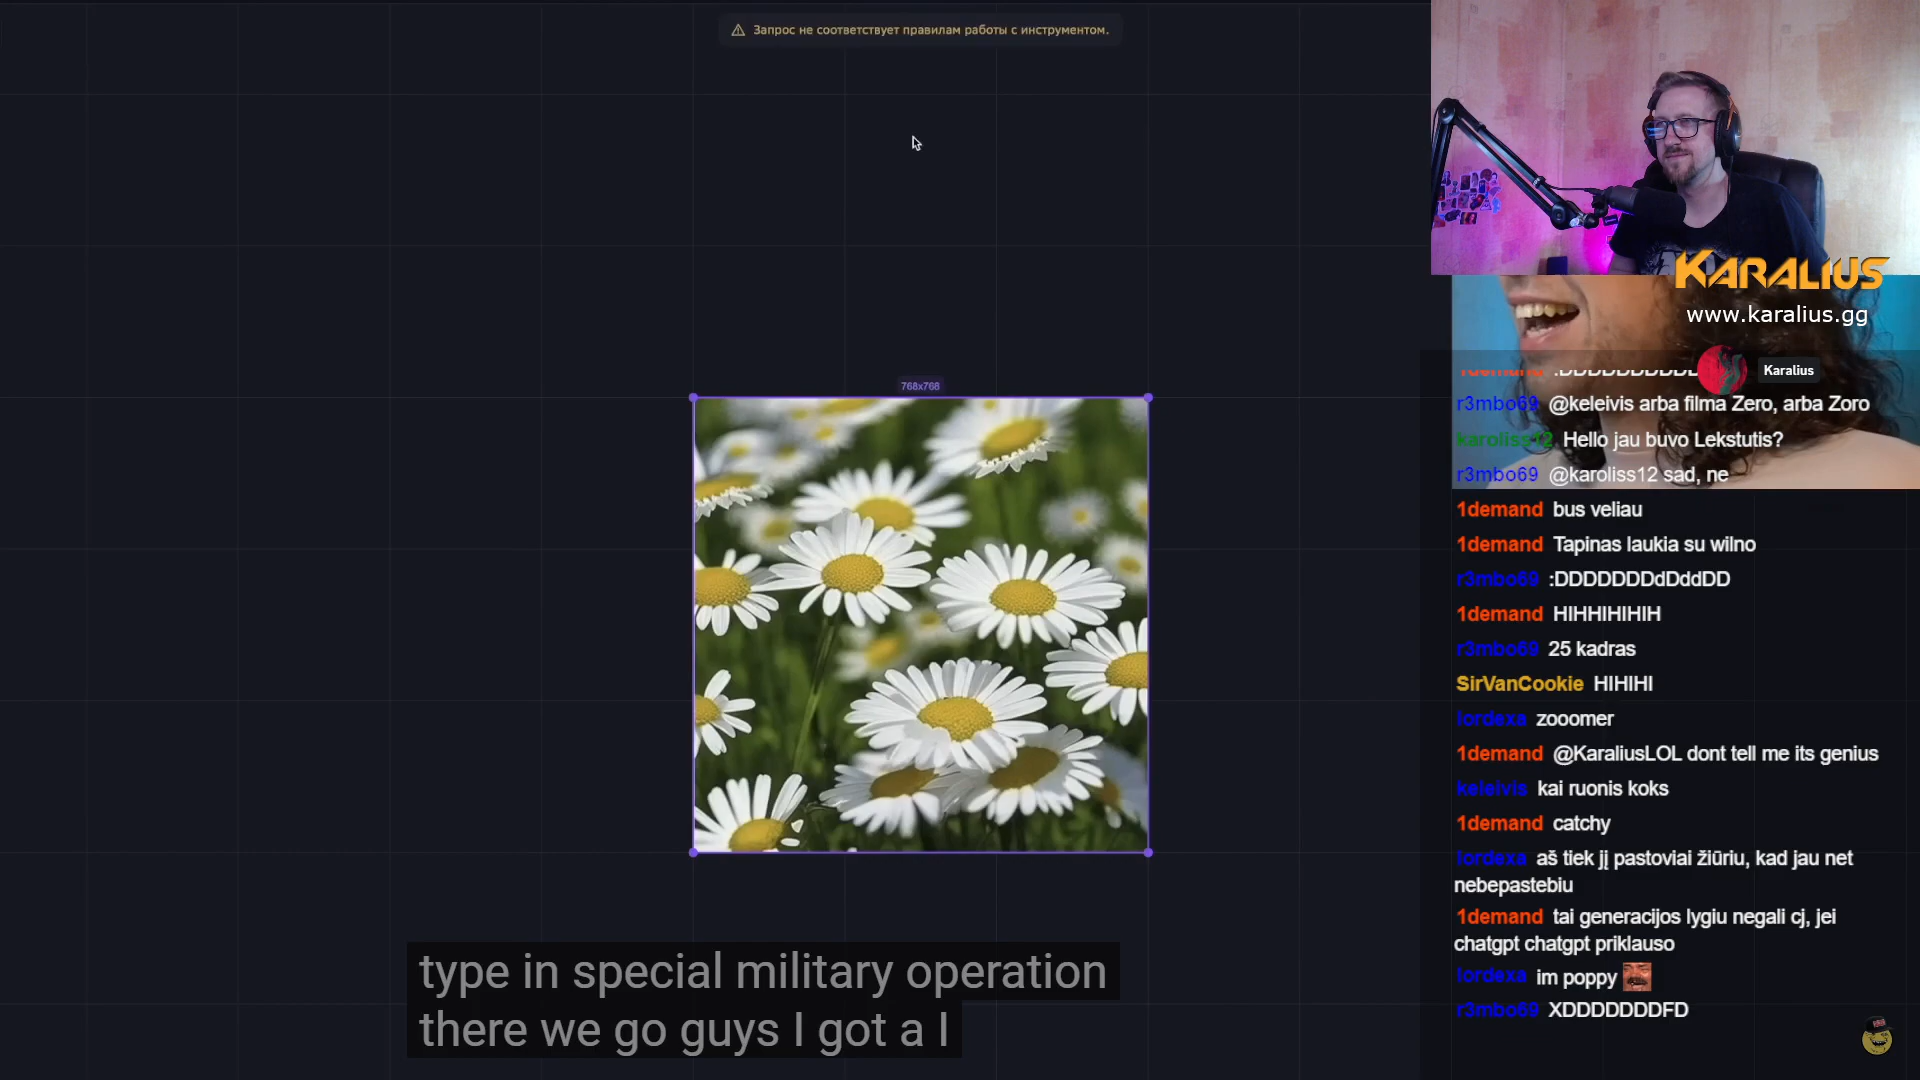 Запрос не соответствует правилам работы с инструментом.
768x768
KARALIUS
www.karalius.gg
Karalius
r3mbo69 @keleivis arba filma Zero, arba Zoro
karoliss12 Hello jau buvo Lekstutis?
r3mbo69 @karoliss12 sad, ne
1demand bus veliau
1demand Tapinas laukia su wilno
r3mbo69 :DDDDDDDdDddDD
1demand HIHHIHIHIH
r3mbo69 25 kadras
SirVanCookie HIHIHI
lordexa zooomer
1demand @KaraliusLOL dont tell me its genius
keleivis kai ruonis koks
1demand catchy
lordexa aš tiek jį pastoviai žiūriu, kad jau net
nebepastebiu
1demand tai generacijos lygiu negali cj, jei
chatgpt chatgpt priklauso
lordexa im poppy
r3mbo69 XDDDDDDDFD
type in special military operation
there we go guys I got a I